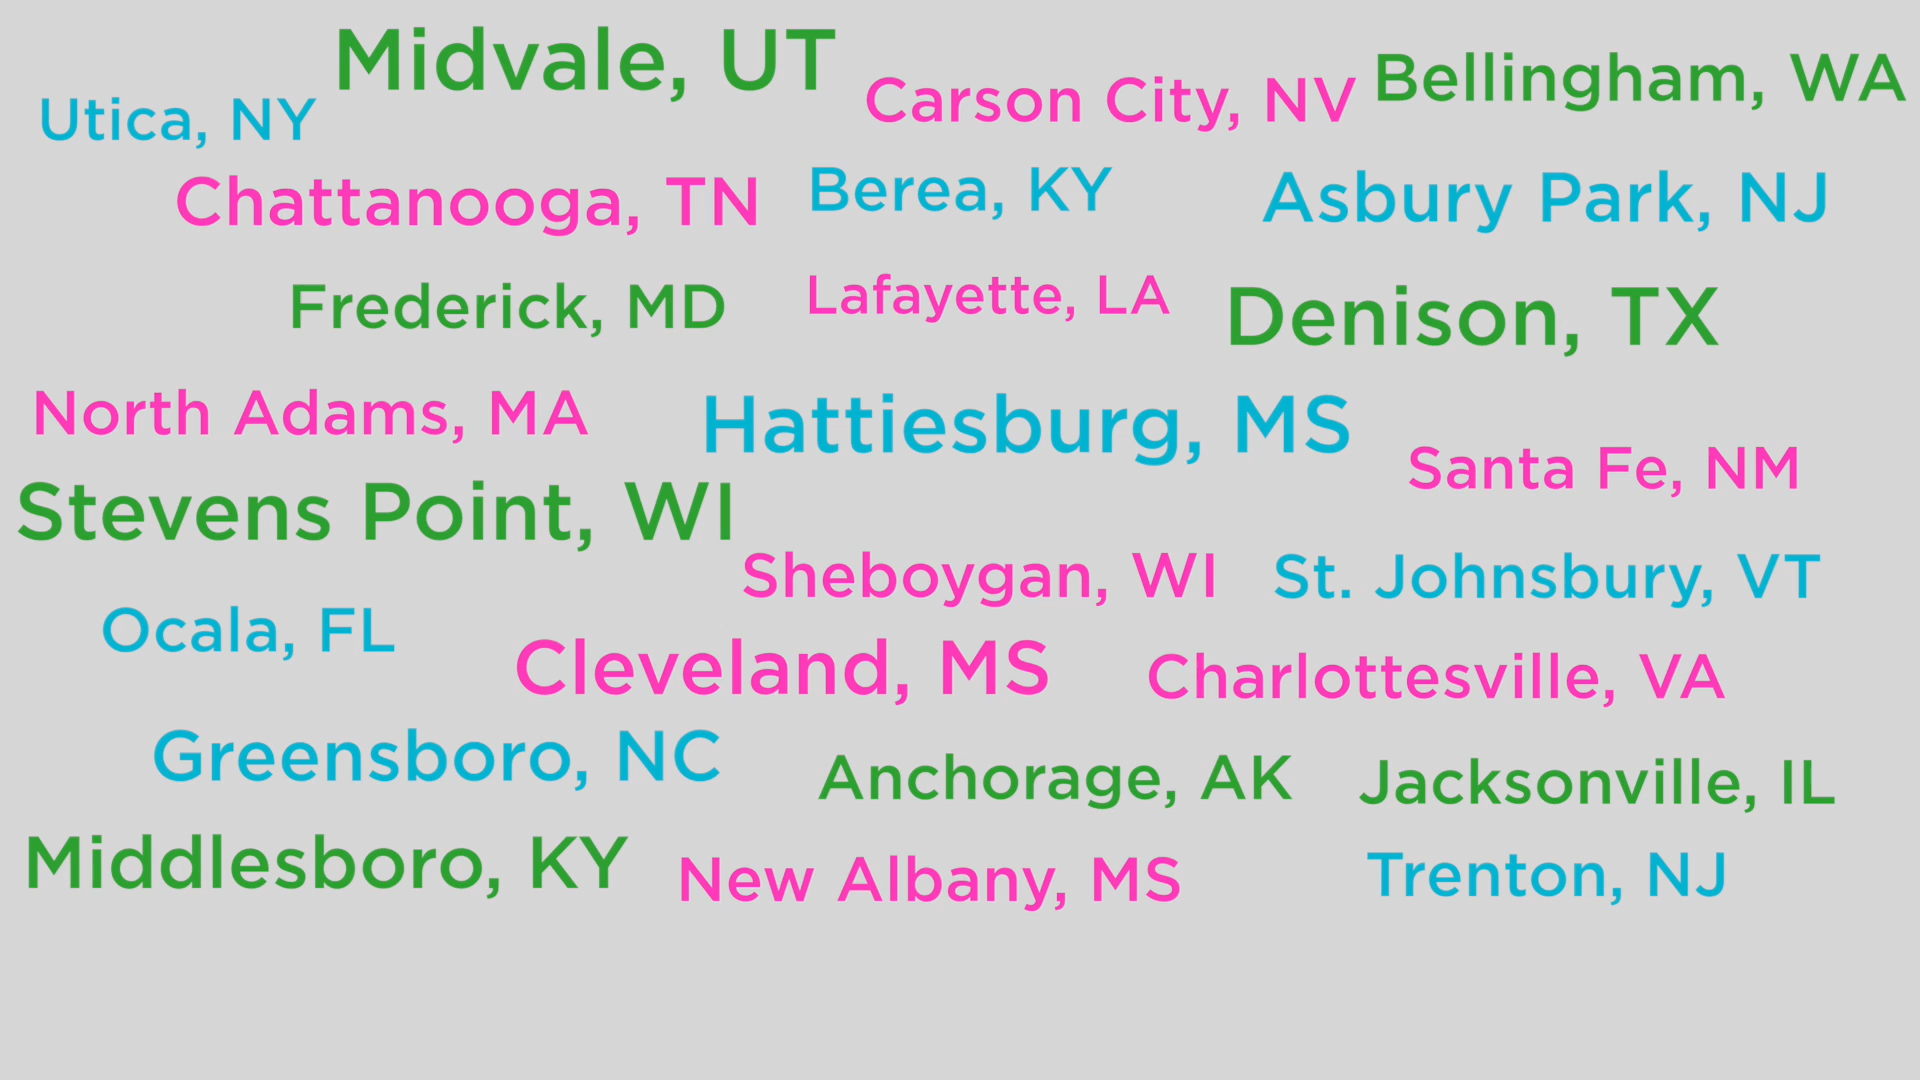 Midvale, UT
Bellingham, WA
Carson City, NV
Utica, NY
Chattanooga, TN
Berea, KY
Asbury Park, NJ
Frederick, MD
Lafayette, LA
Denison, TX
North Adams, MA
Hattiesburg, MS
Santa Fe, NM
Stevens Point, WI
Sheboygan, WI
St. Johnsbury, VT
Ocala, FL
Cleveland, MS
Charlottesville, VA
Greensboro, NC
Anchorage, AK
Jacksonville, IL
Middlesboro, KY
New Albany, MS
Trenton, NJ